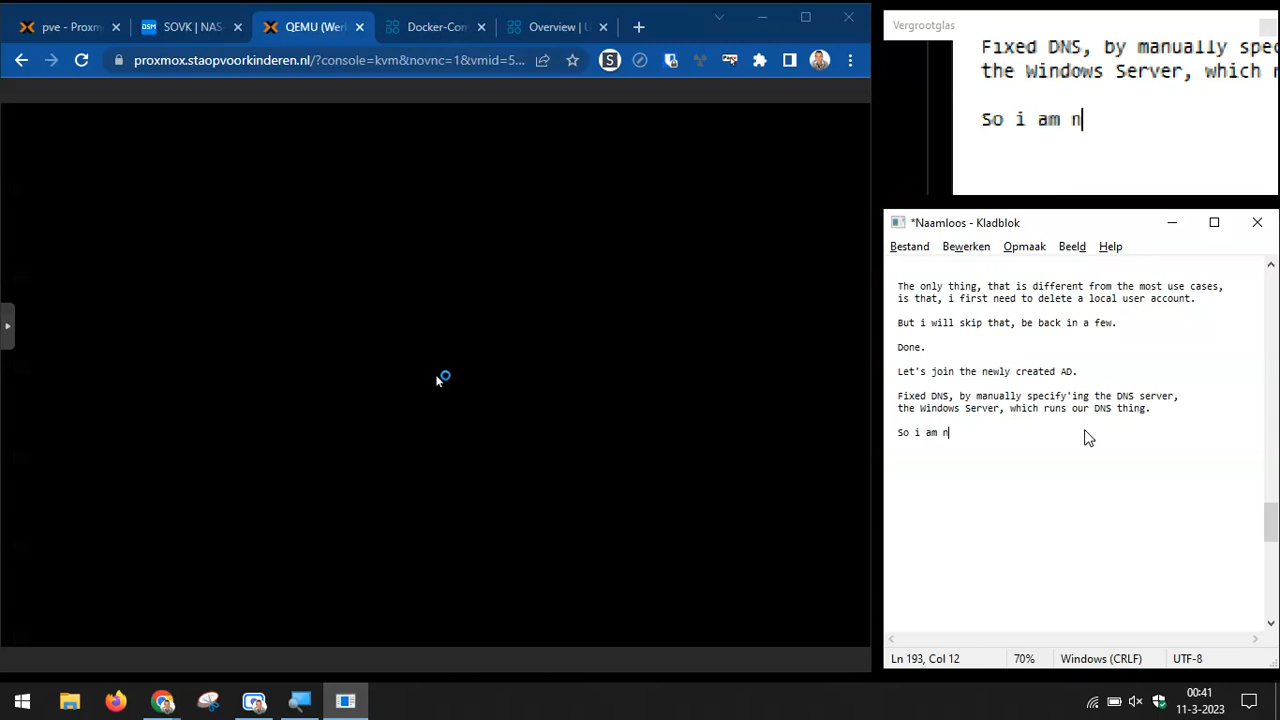 pve - Proxm
SOVK | NAS
QEMU (Werk
Docker-Com
Overview | U
proxmox.staopvoorkinderen.nl/?console=kvm&novnc=1&vmid=5...
Vergrootglas
Fixed DNS, by manually spec
the Windows Server, which r
So i am n
*Naamloos - Kladblok
Bestand Bewerken Opmaak Beeld Help
The only thing, that is different from the most use cases,
is that, i first need to delete a local user account.
But i will skip that, be back in a few.
Done.
Let's join the newly created AD.
Fixed DNS, by manually specify'ing the DNS server,
the Windows Server, which runs our DNS thing.
So i am n
Ln 193, Col 12 70% Windows (CRLF) UTF-8
00:41
11-3-2023